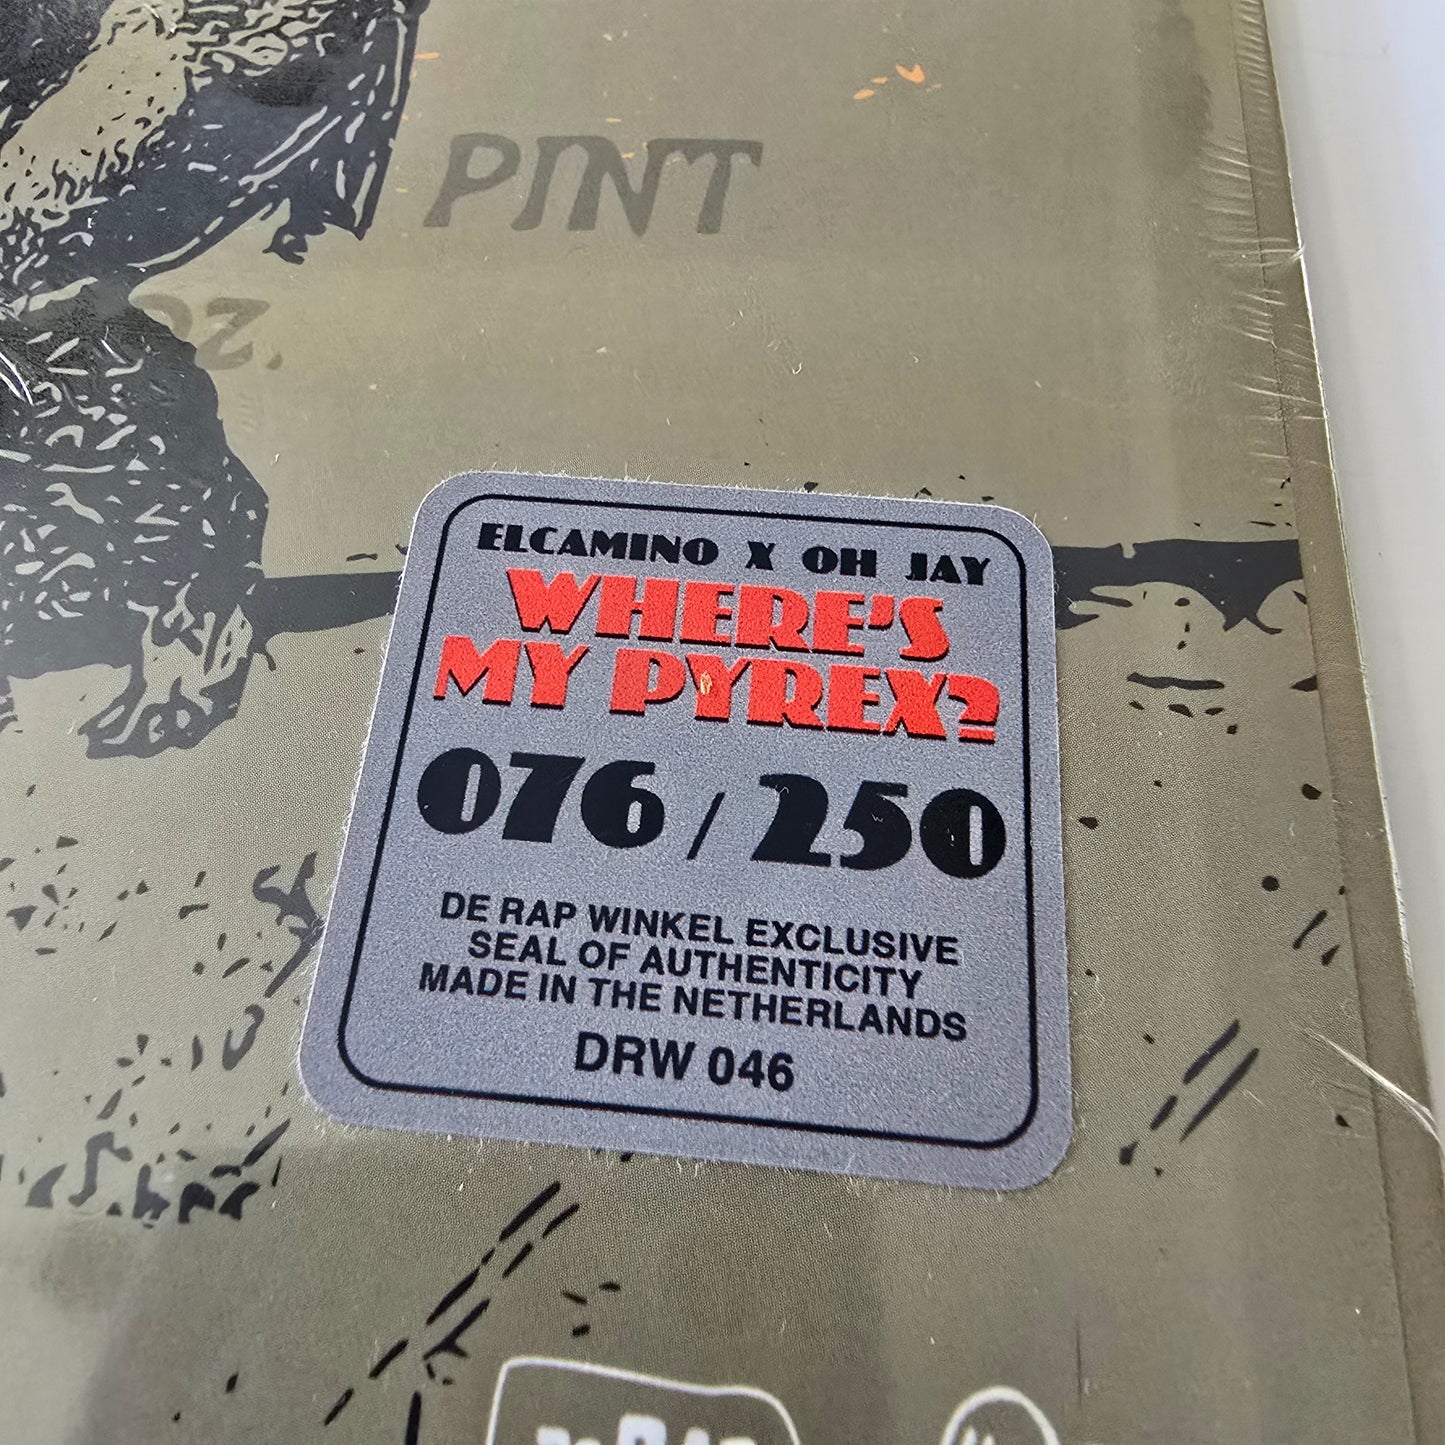 PINT
OZ.
ELCAMINO X OH JAY
WHERE'S
MY PYREX?
076 / 250
DE RAP WINKEL EXCLUSIVE
SEAL OF AUTHENTICITY
MADE IN THE NETHERLANDS
DRW 046